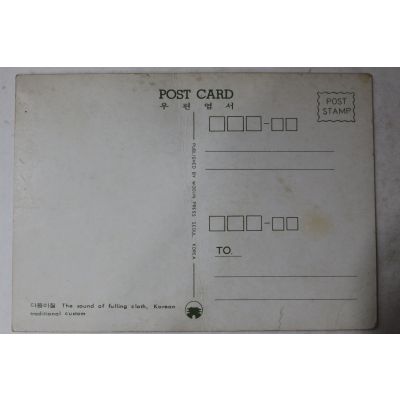 POST CARD
우 편 엽 서
POST
STAMP
PUBLISHED BY WOOJIN PRESS SEOUL, KOREA
TO.
다듬이질 The sound of fulling cloth, Korean
traditional custom